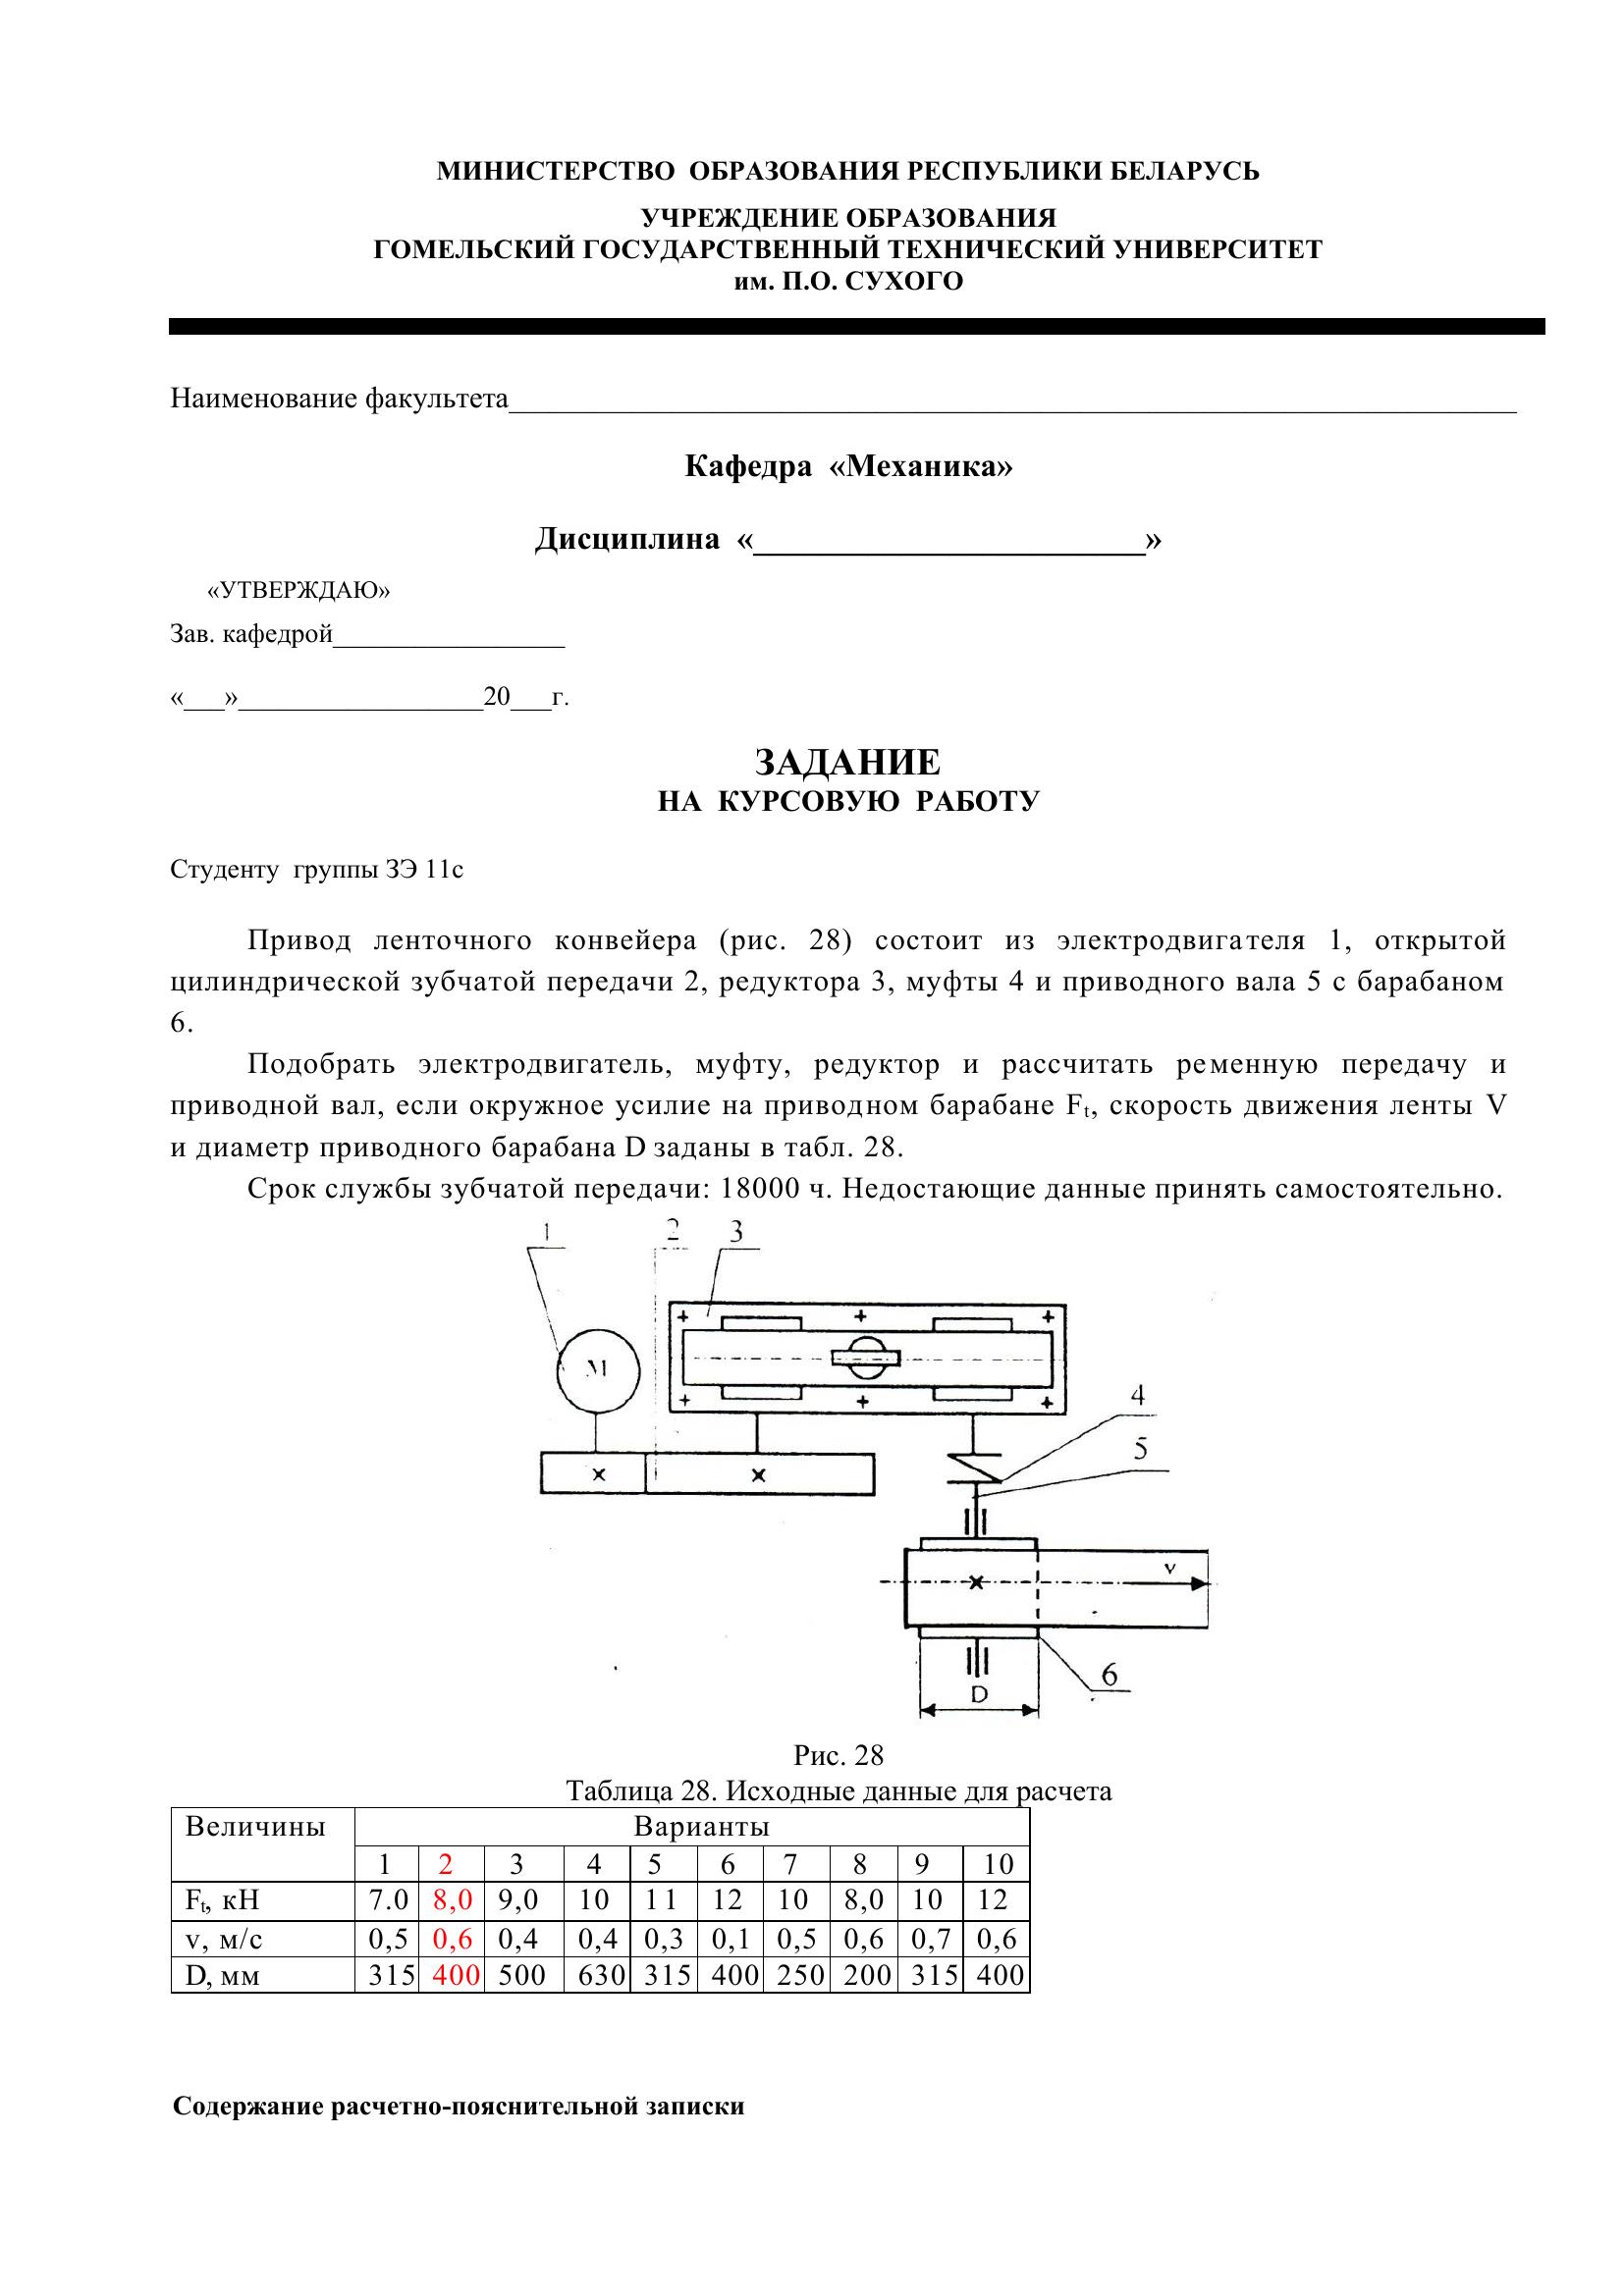 МИНИСТЕРСТВО ОБРАЗОВАНИЯ РЕСПУБЛИКИ БЕЛАРУСЬ
УЧРЕЖДЕНИЕ ОБРАЗОВАНИЯ
ГОМЕЛЬСКИЙ ГОСУДАРСТВЕННЫЙ ТЕХНИЧЕСКИЙ УНИВЕРСИТЕТ
им. П.О. СУХОГО
Наименование факультета____________________
Кафедра «Механика»
Дисциплина «________________________»
«УТВЕРЖДАЮ»
Зав. кафедрой_________________
«___»__________________20___г.
ЗАДАНИЕ
НА КУРСОВУЮ РАБОТУ
Студенту группы ЗЭ 11с
Привод ленточного конвейера (рис. 28) состоит из электродвигателя 1, открытой
цилиндрической зубчатой передачи 2, редуктора 3, муфты 4 и приводного вала 5 с барабаном
6.
Подобрать электродвигатель, муфту, редуктор и рассчитать ременную передачу и
приводной вал, если окружное усилие на приводном барабане Ft, скорость движения ленты V
и диаметр приводного барабана D заданы в табл. 28.
Срок службы зубчатой передачи: 18000 ч. Недостающие данные принять самостоятельно.
1 2 3
М
4
5
v
6
D
Рис. 28
Таблица 28. Исходные данные для расчета
Величины Варианты
1 2 3 4 5 6 7 8 9 10
Ft, кН 7.0 8,0 9,0 10 11 12 10 8,0 10 12
v, м/с 0,5 0,6 0,4 0,4 0,3 0,1 0,5 0,6 0,7 0,6
D, мм 315 400 500 630 315 400 250 200 315 400
Содержание расчетно-пояснительной записки